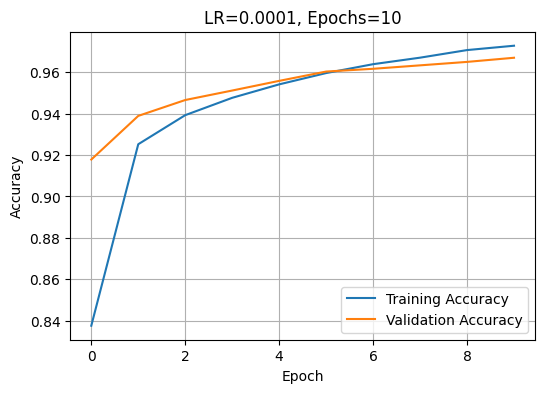 LR=0.0001, Epochs=10
Accuracy
0.96
0.94
0.92
0.90
0.88
0.86
0.84
Training Accuracy
Validation Accuracy
0 2 4 6 8
Epoch